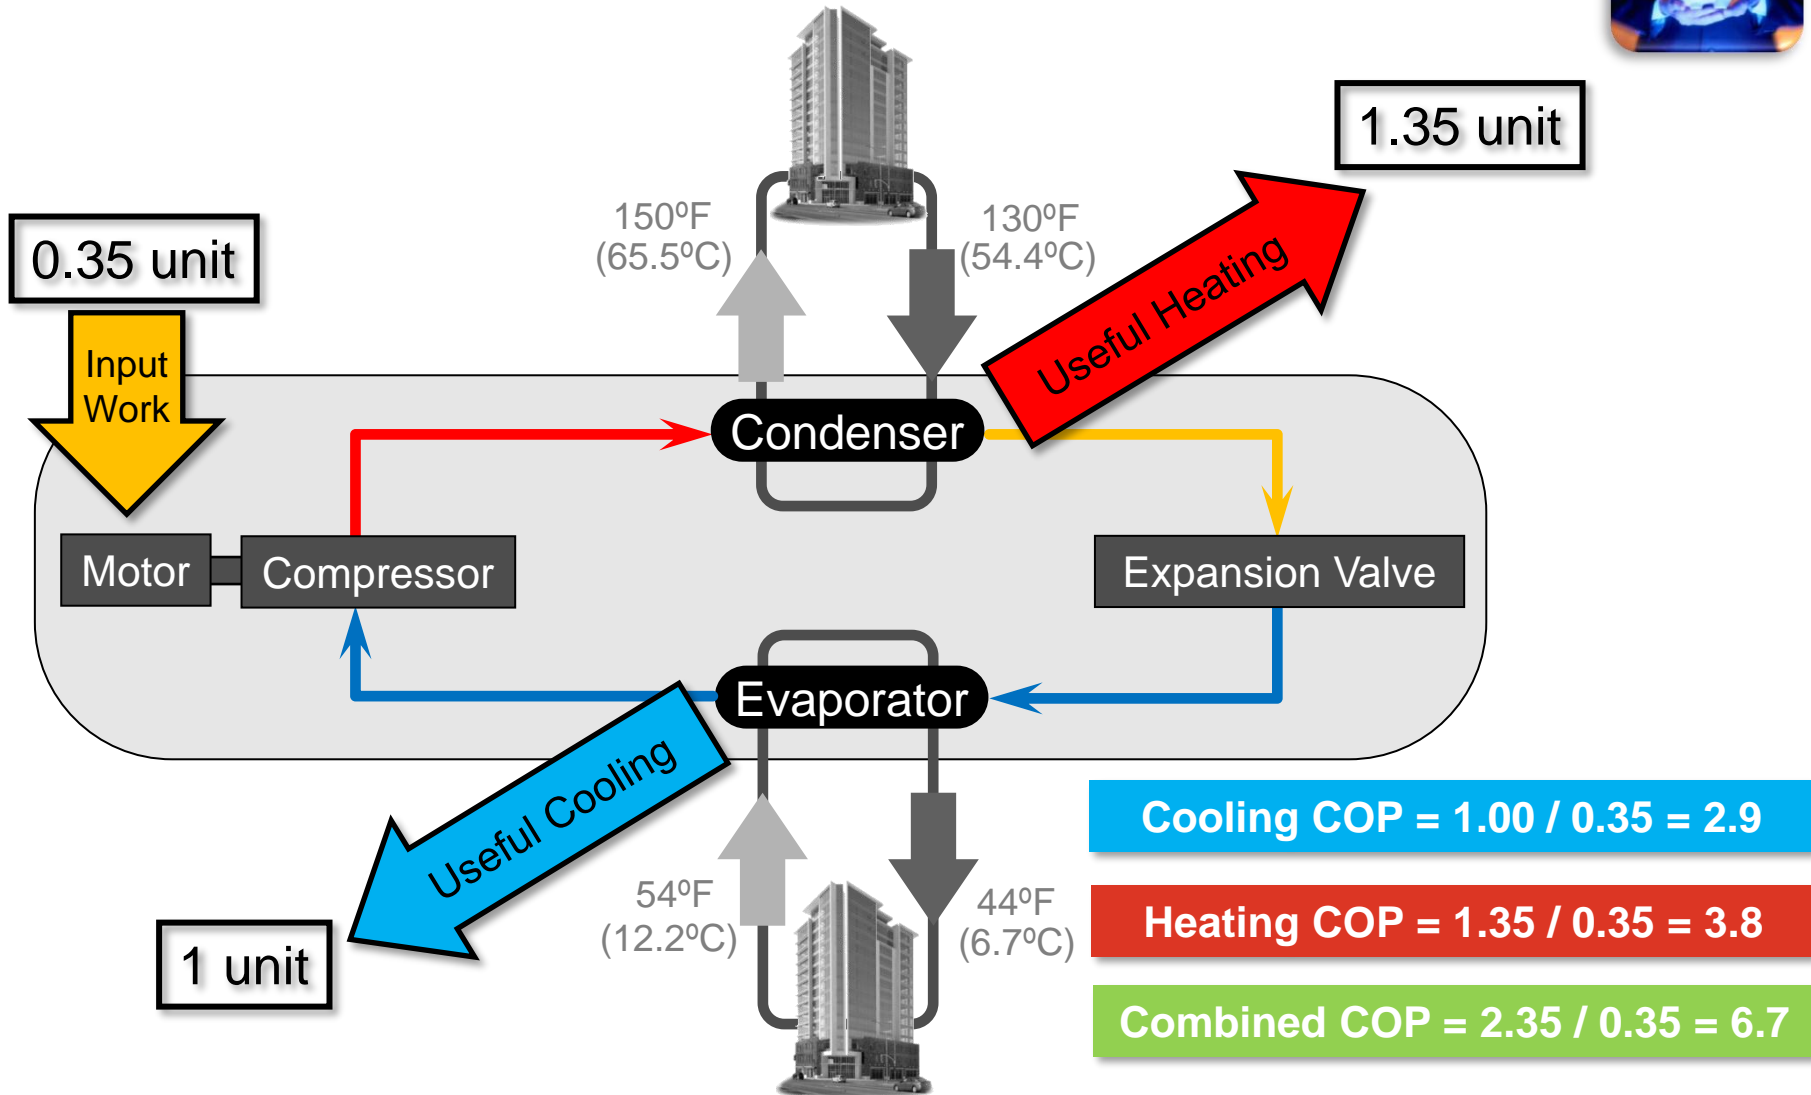 1.35 unit
150ºF
(65.5ºC)
130ºF
(54.4ºC)
0.35 unit
Useful Heating
Input
Work
Condenser
Motor
Compressor
Expansion Valve
Evaporator
Useful Cooling
Cooling COP = 1.00 / 0.35 = 2.9
54ºF
(12.2ºC)
44ºF
(6.7ºC)
Heating COP = 1.35 / 0.35 = 3.8
1 unit
Combined COP = 2.35 / 0.35 = 6.7